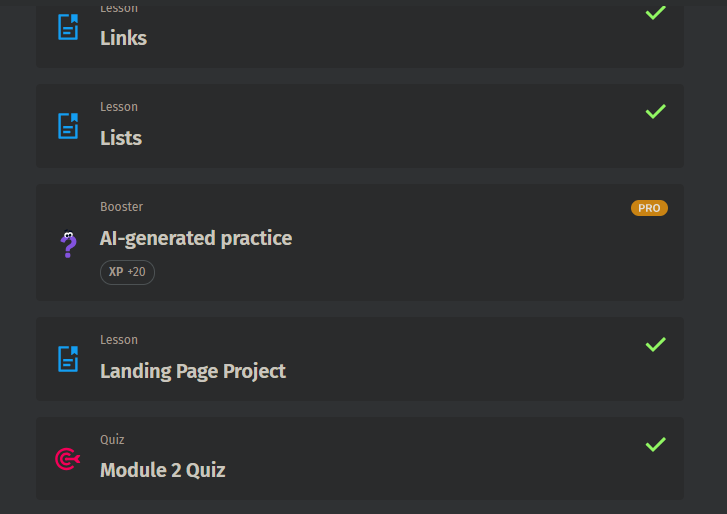 Lesson
Links
Lesson
Lists
Booster
PRO
AI-generated practice
XP +20
Lesson
Landing Page Project
Quiz
Module 2 Quiz